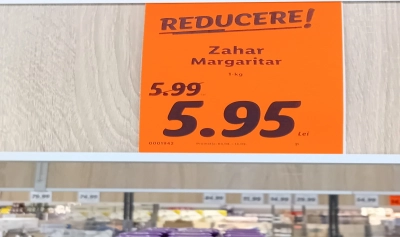 REDUCERE!
Zahar
Margaritar
1 kg
5.99
5.95
Lei